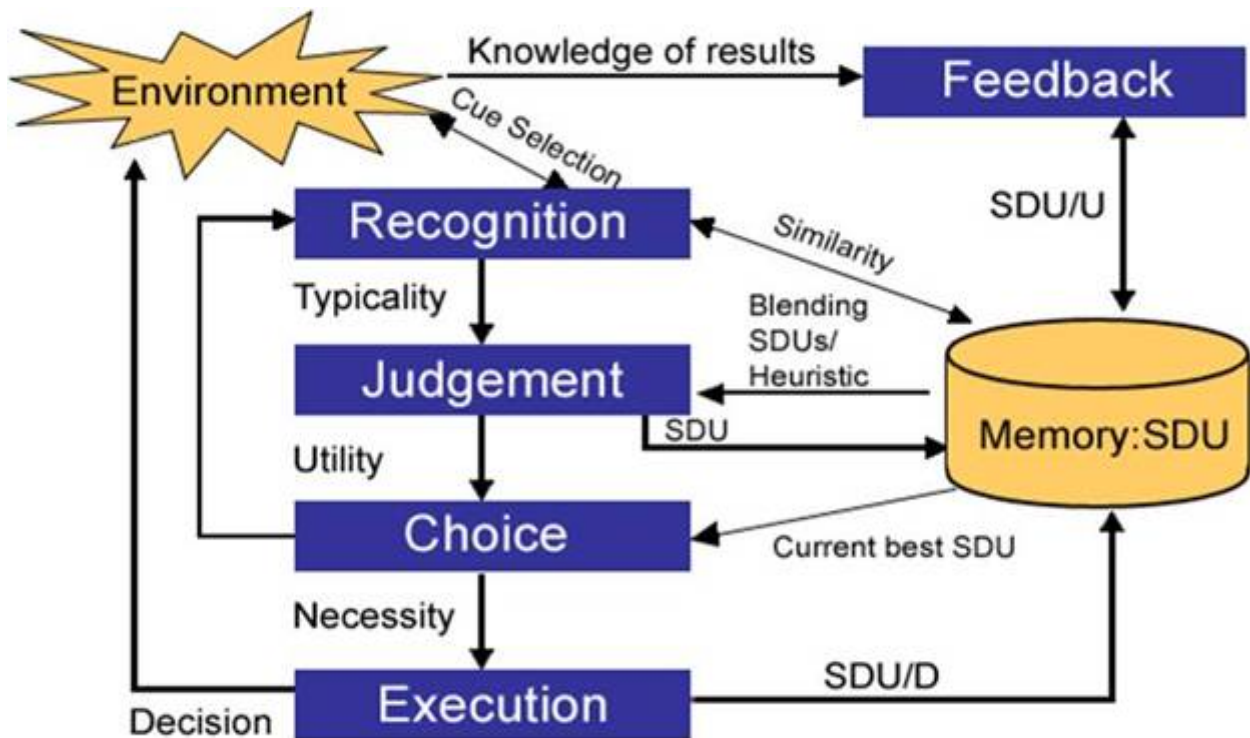 Environment
Knowledge of results
Feedback
Cue Selection
Recognition
Similarity
SDU/U
Typicality
Blending
SDUs/
Heuristic
Judgement
SDU
Memory:SDU
Utility
Choice
Current best SDU
Necessity
Execution
SDU/D
Decision